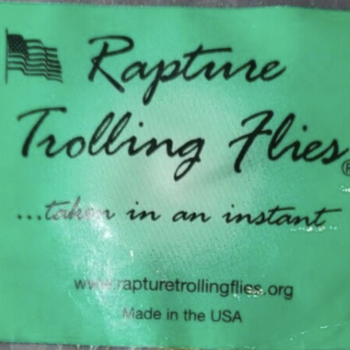 Rapture
Trolling Flies®
...taken in an instant
www.rapturetrollingflies.org
Made in the USA